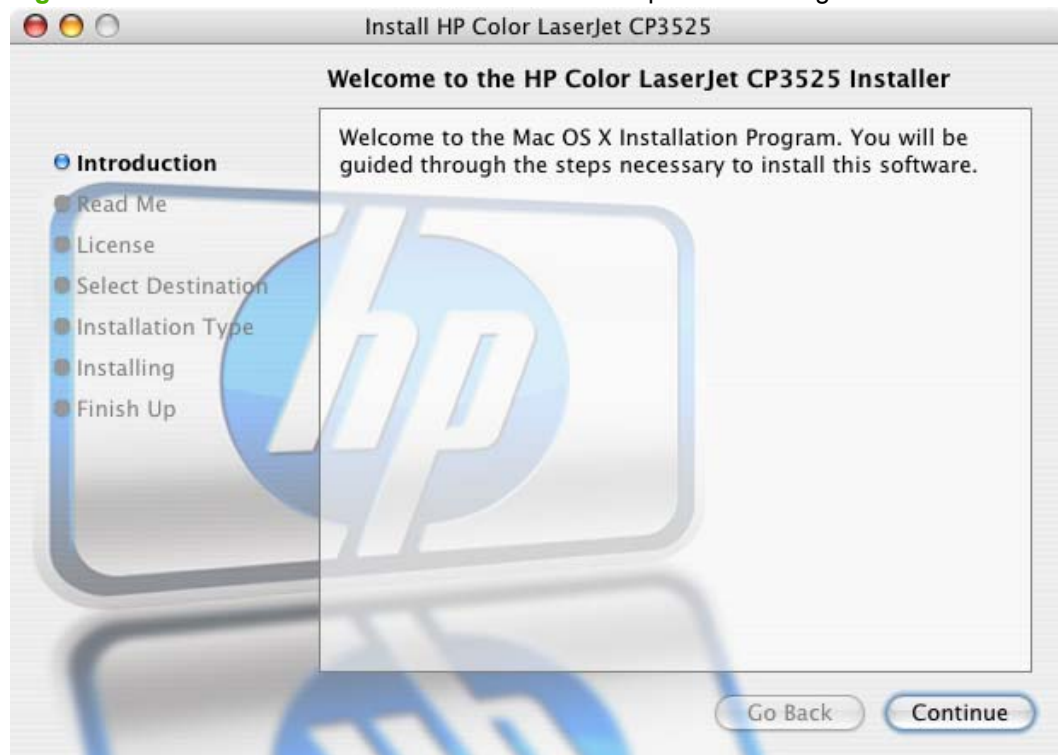 Install HP Color LaserJet CP3525
Welcome to the HP Color LaserJet CP3525 Installer
Introduction
Read Me
License
Select Destination
Installation Type
Installing
Finish Up
Welcome to the Mac OS X Installation Program. You will be
guided through the steps necessary to install this software.
hp
Go Back
Continue